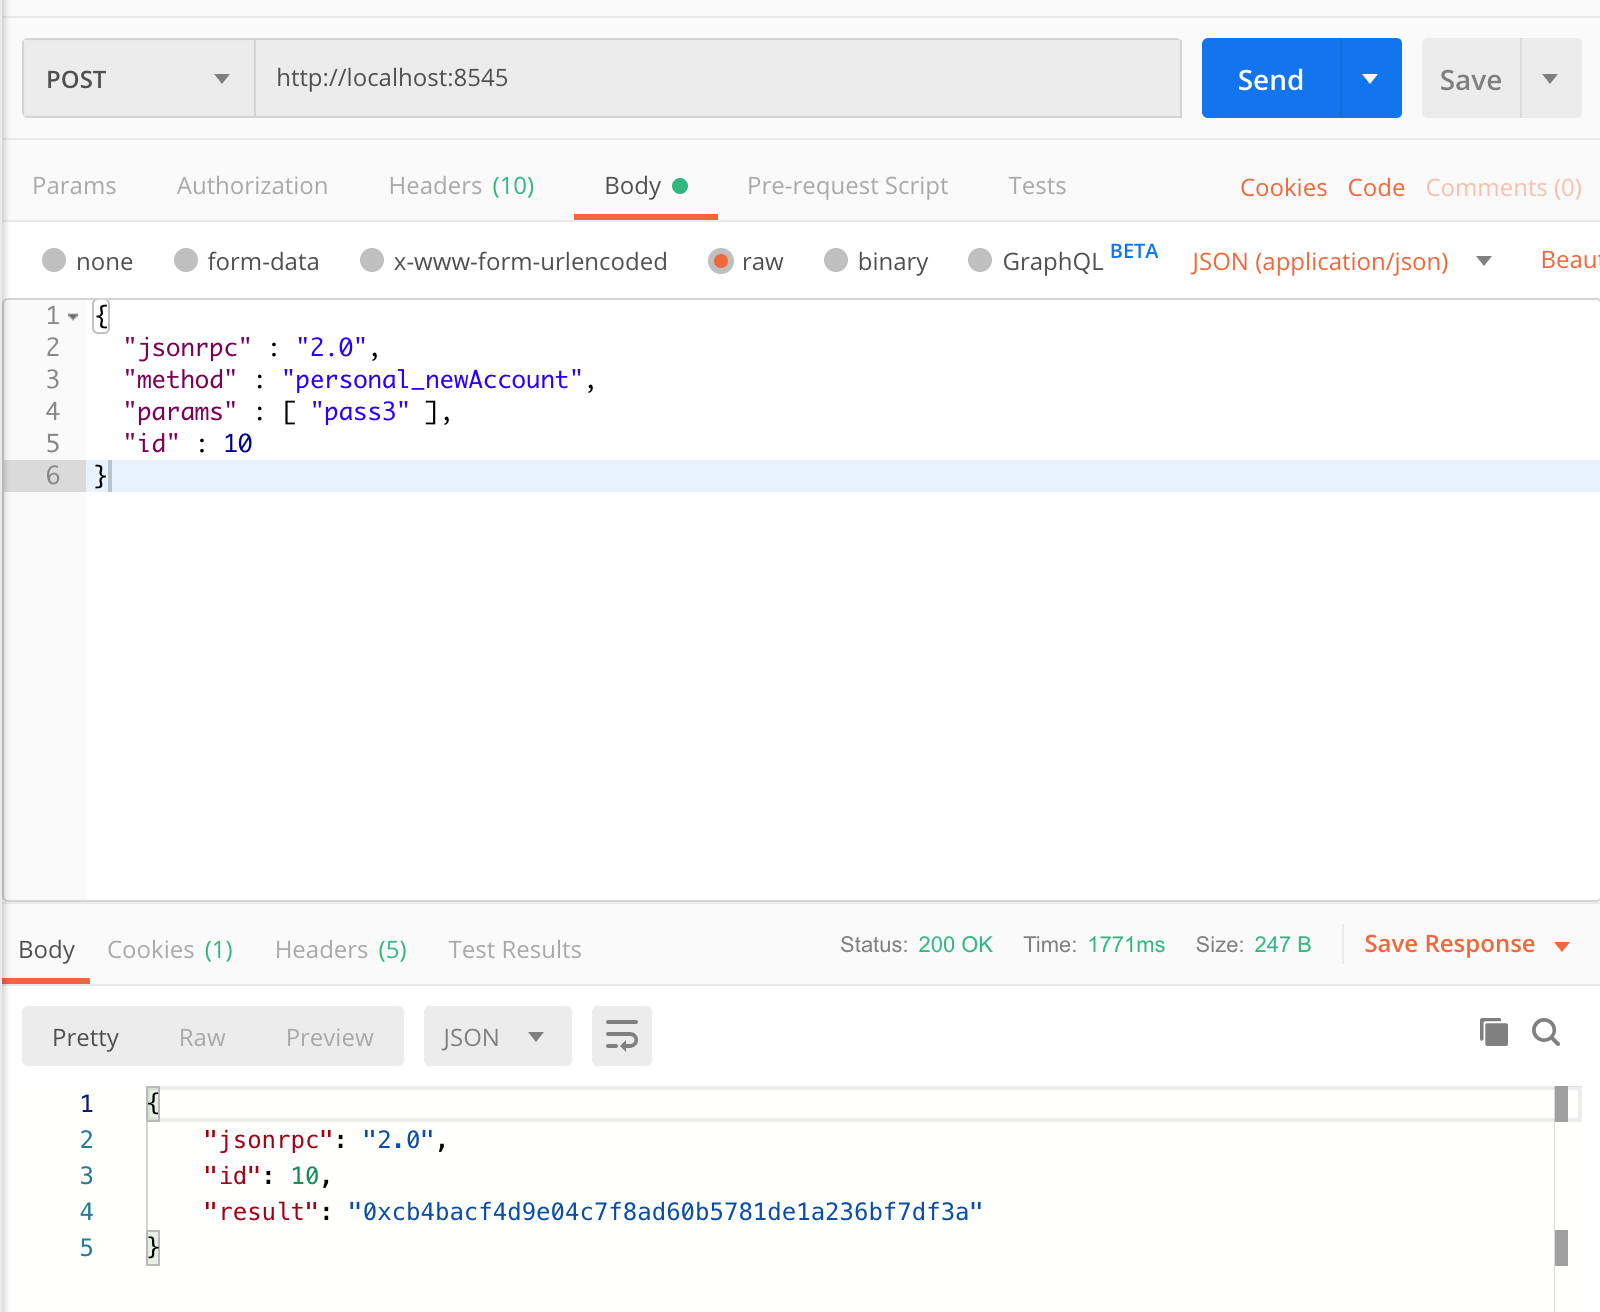 POST http://localhost:8545 Send Save
Params Authorization Headers (10) Body Pre-request Script Tests Cookies Code Comments (0)
none form-data x-www-form-urlencoded raw binary GraphQL BETA JSON (application/json) Beaut
1 {
2 "jsonrpc" : "2.0",
3 "method" : "personal_newAccount",
4 "params" : [ "pass3" ],
5 "id" : 10
6 }
Body Cookies (1) Headers (5) Test Results Status: 200 OK Time: 1771ms Size: 247 B Save Response
Pretty Raw Preview JSON
1 {
2 "jsonrpc": "2.0",
3 "id": 10,
4 "result": "0xcb4bacf4d9e04c7f8ad60b5781de1a236bf7df3a"
5 }